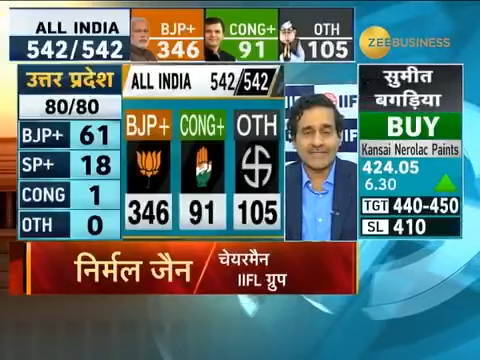 ALL INDIA
542/542
BJP+
346
CONG+
91
OTH
105
ZEEBUSINESS
उत्तर प्रदेश
80/80
BJP+ 61
SP+ 18
CONG 1
OTH 0
ALL INDIA 542/542
BJP+ CONG+ OTH
346 91 105
IIFL
सुमीत
बगड़िया
BUY
Kansai Nerolac Paints
424.05
6.30
TGT 440-450
SL 410
निर्मल जैन
चेयरमैन
IIFL ग्रुप